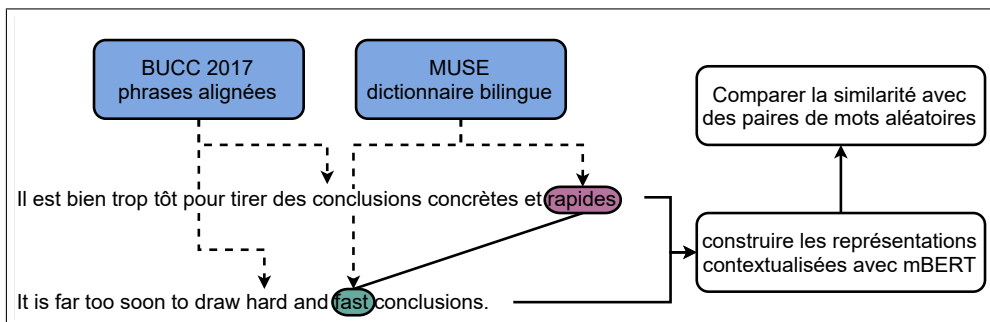 BUCC 2017
phrases alignées
MUSE
dictionnaire bilingue
Comparer la similarité avec
des paires de mots aléatoires
Il est bien trop tôt pour tirer des conclusions concrètes et rapides
construire les représentations
contextualisées avec mBERT
It is far too soon to draw hard and fast conclusions.